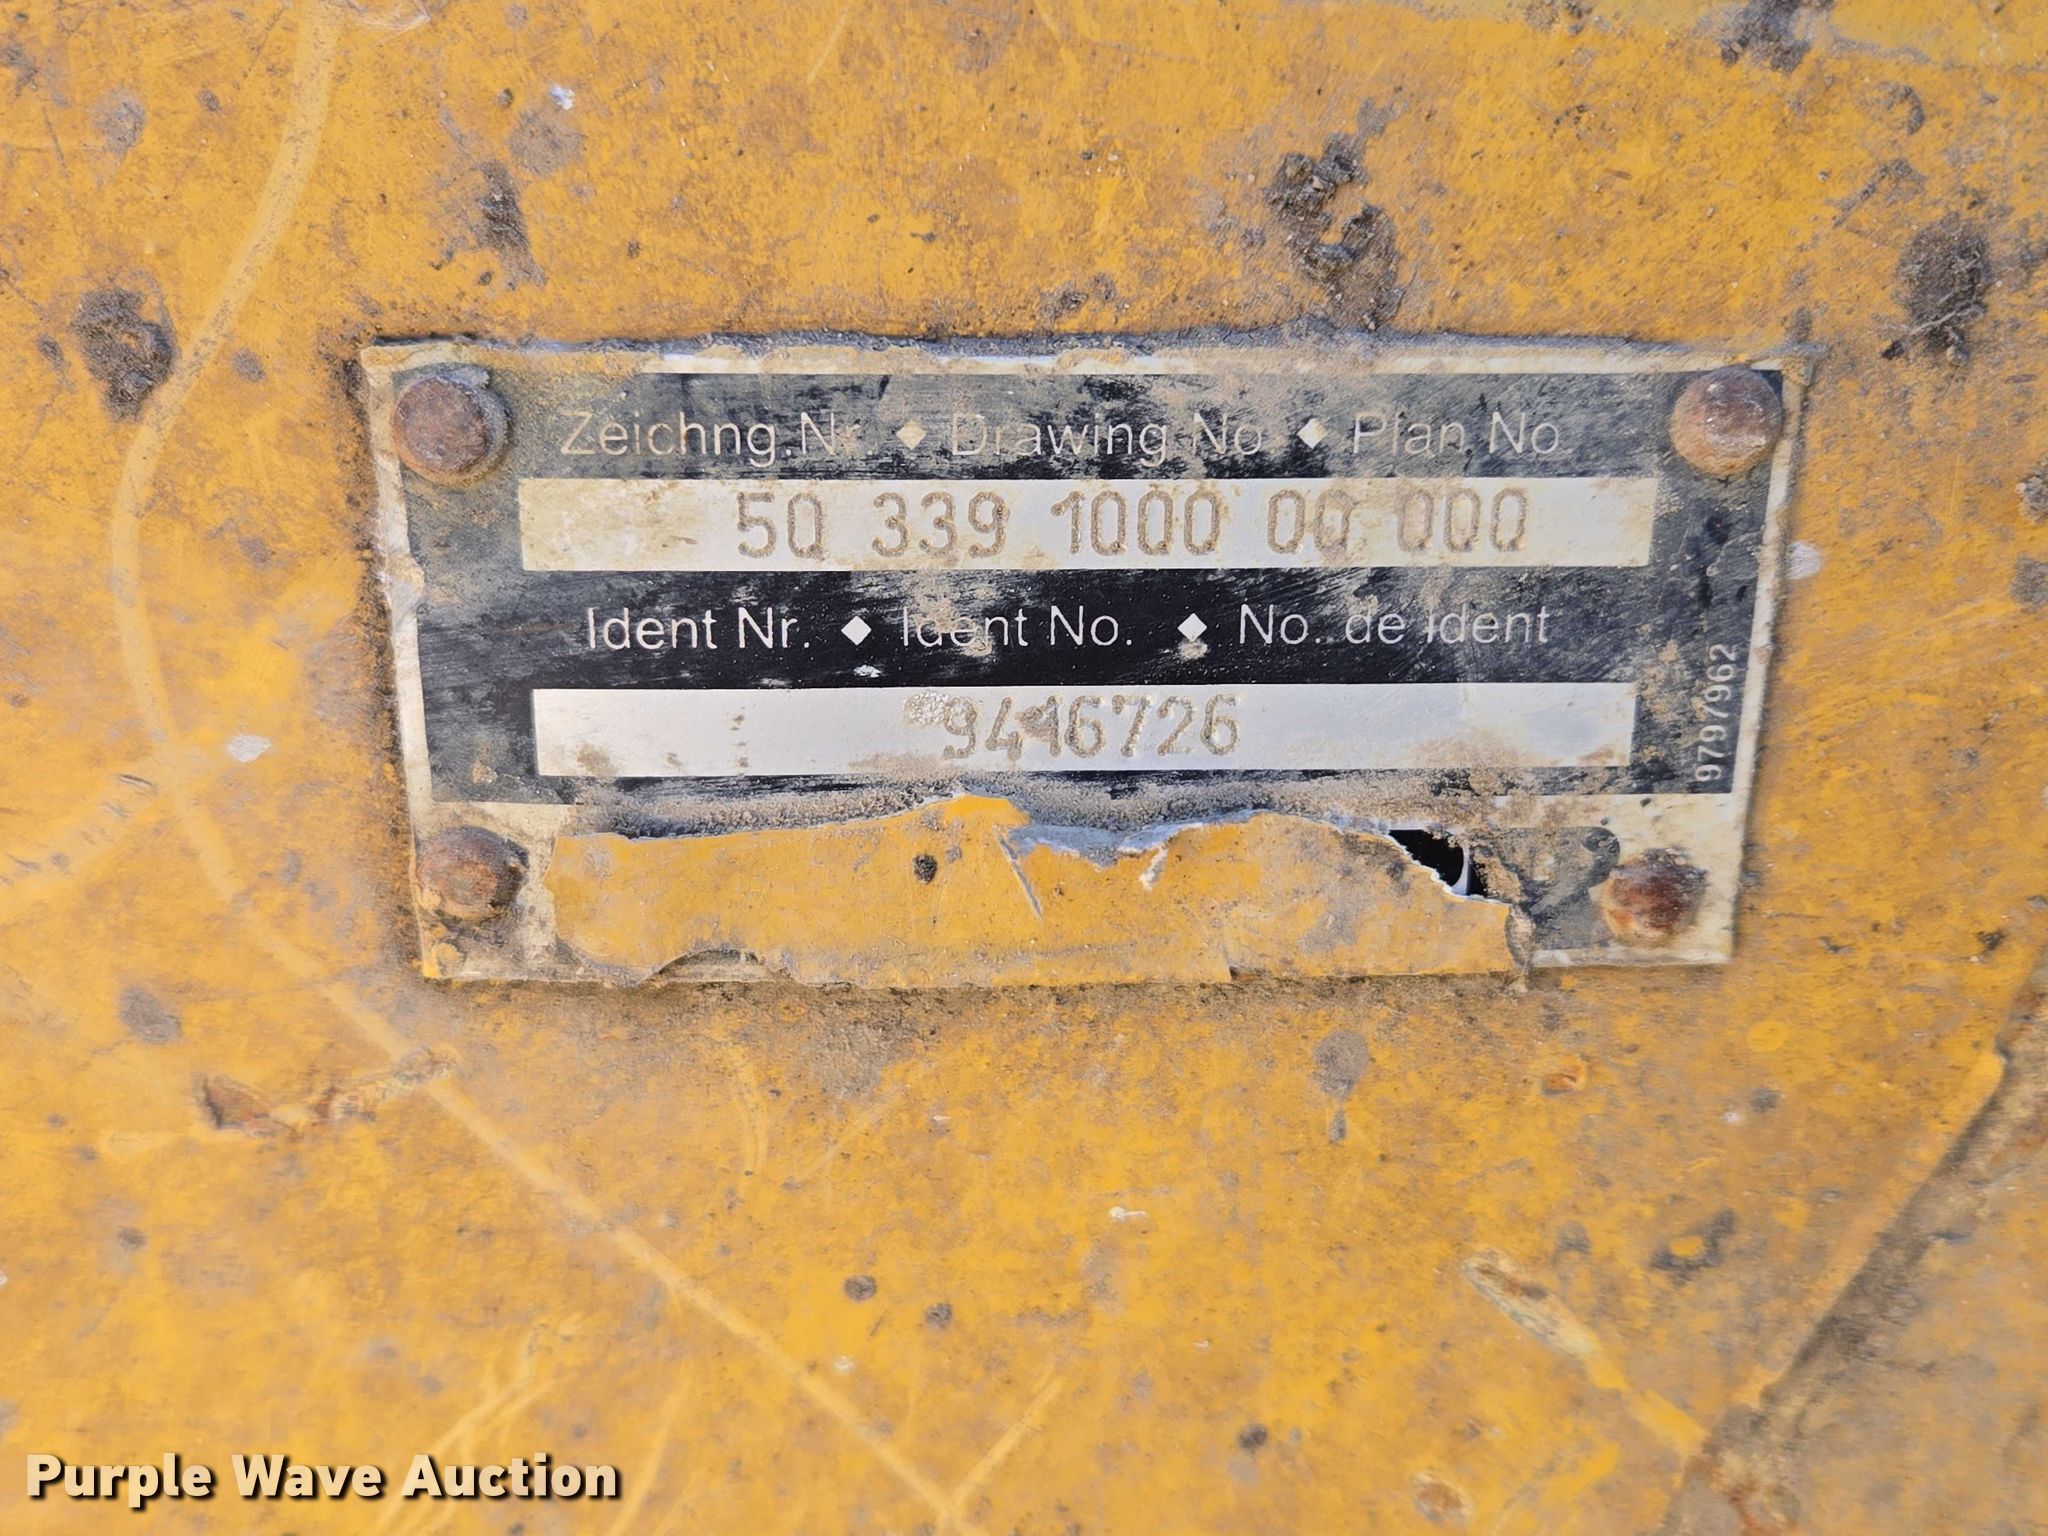 Zeichng.Nr. ◆ Drawing No ◆ Plan No
50 339 1000 00 000
Ident Nr. ◆ Ident No. ◆ No. de ident
9416726
9797962
Purple Wave Auction